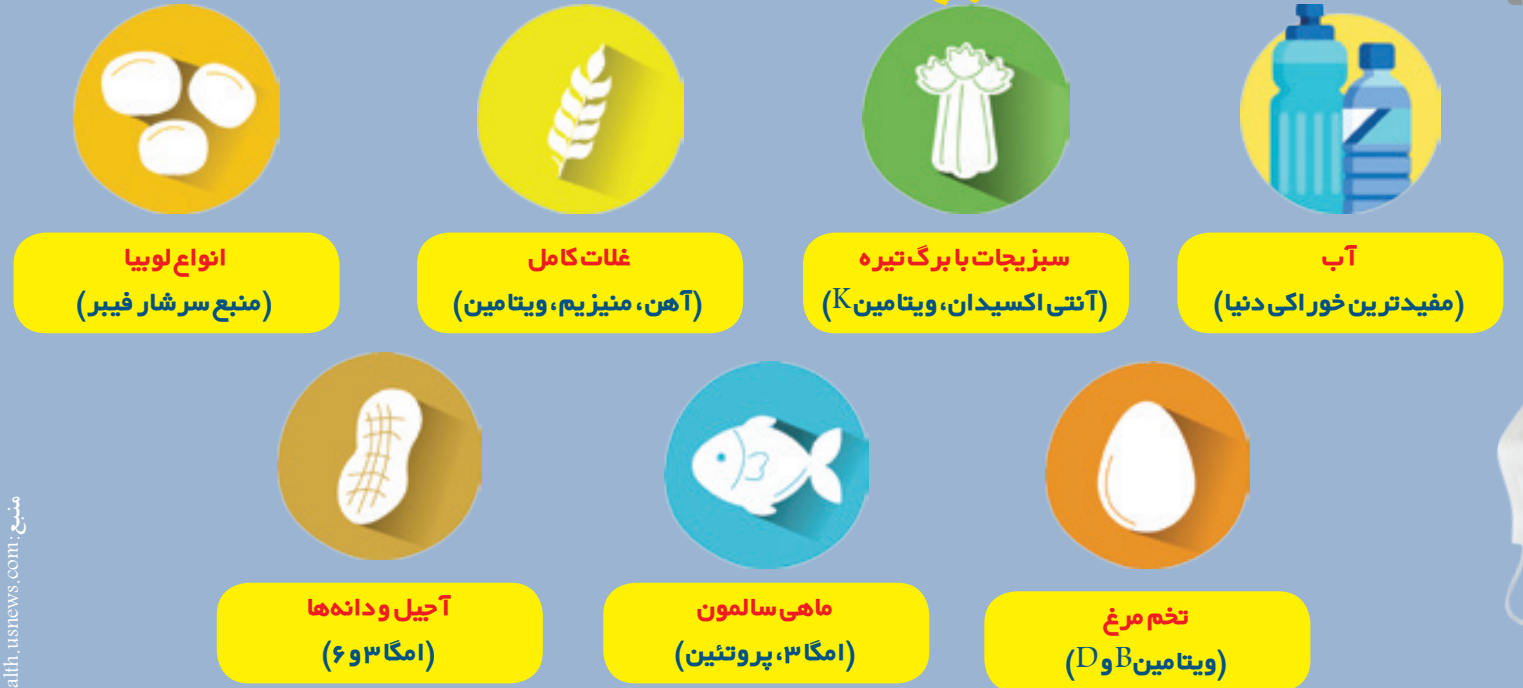 آب
(مفیدترین خوراکی دنیا)
سبزیجات با برگ تیره
(آنتی اکسیدان، ویتامین K)
غلات کامل
(آهن، منیزیم، ویتامین)
انواع لوبیا
(منبع سرشار فیبر)
تخم مرغ
(ویتامین B و D)
ماهی سالمون
(امگا ۳، پروتئین)
آجیل و دانه‌ها
(امگا ۳ و ۶)
منبع: alth.usnews.com